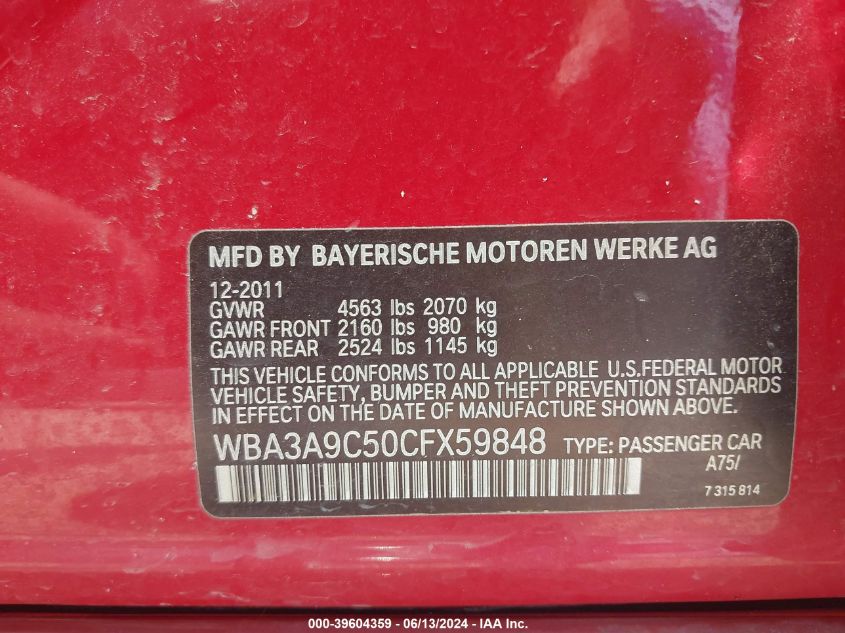 MFD BY BAYERISCHE MOTOREN WERKE AG
12-2011
GVWR 4563 lbs 2070 kg
GAWR FRONT 2160 lbs 980 kg
GAWR REAR 2524 lbs 1145 kg
THIS VEHICLE CONFORMS TO ALL APPLICABLE U.S.FEDERAL MOTOR
VEHICLE SAFETY, BUMPER AND THEFT PREVENTION STANDARDS
IN EFFECT ON THE DATE OF MANUFACTURE SHOWN ABOVE.
WBA3A9C50CFX59848 TYPE: PASSENGER CAR
A75/
7 315 814
000-39604359 - 06/13/2024 - IAA Inc.